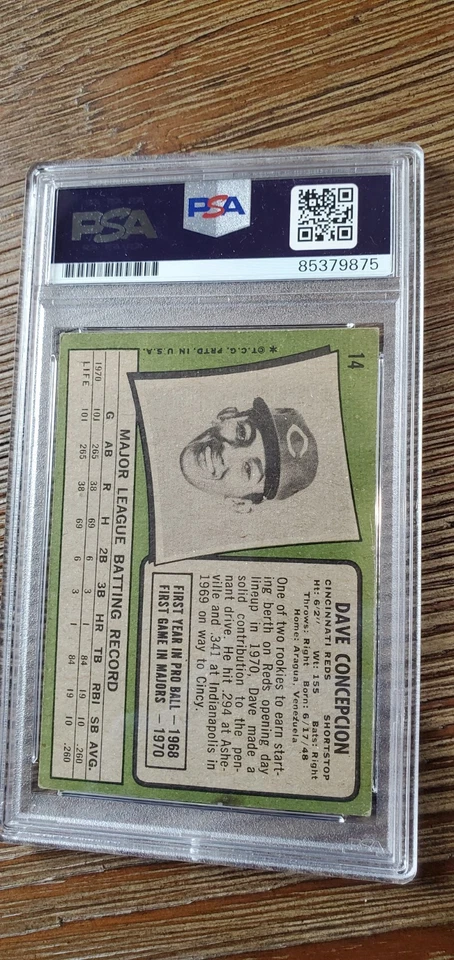 PSA
PSA
85379875
14
* ©T.C.G. PRTD. IN U.S.A.
C
DAVE CONCEPCION
CINCINNATI REDS SHORTSTOP
Ht: 6'2" Wt: 155 Bats: Right
Throws: Right Born: 6/17/48
Home: Aragua, Venezuela
One of two rookies to earn start-
ing berth on Reds opening day
lineup in 1970, Dave made a
solid contribution to the pen-
nant drive. He hit .294 at Ashe-
ville and .341 at Indianapolis in
1969 on way to Cincy.
FIRST YEAR IN PRO BALL — 1968
FIRST GAME IN MAJORS — 1970
MAJOR LEAGUE BATTING RECORD
G AB R H 2B 3B HR TB RBI SB AVG.
1970 101 265 38 69 6 3 1 84 19 10 .260
LIFE 101 265 38 69 6 3 1 84 19 10 .260